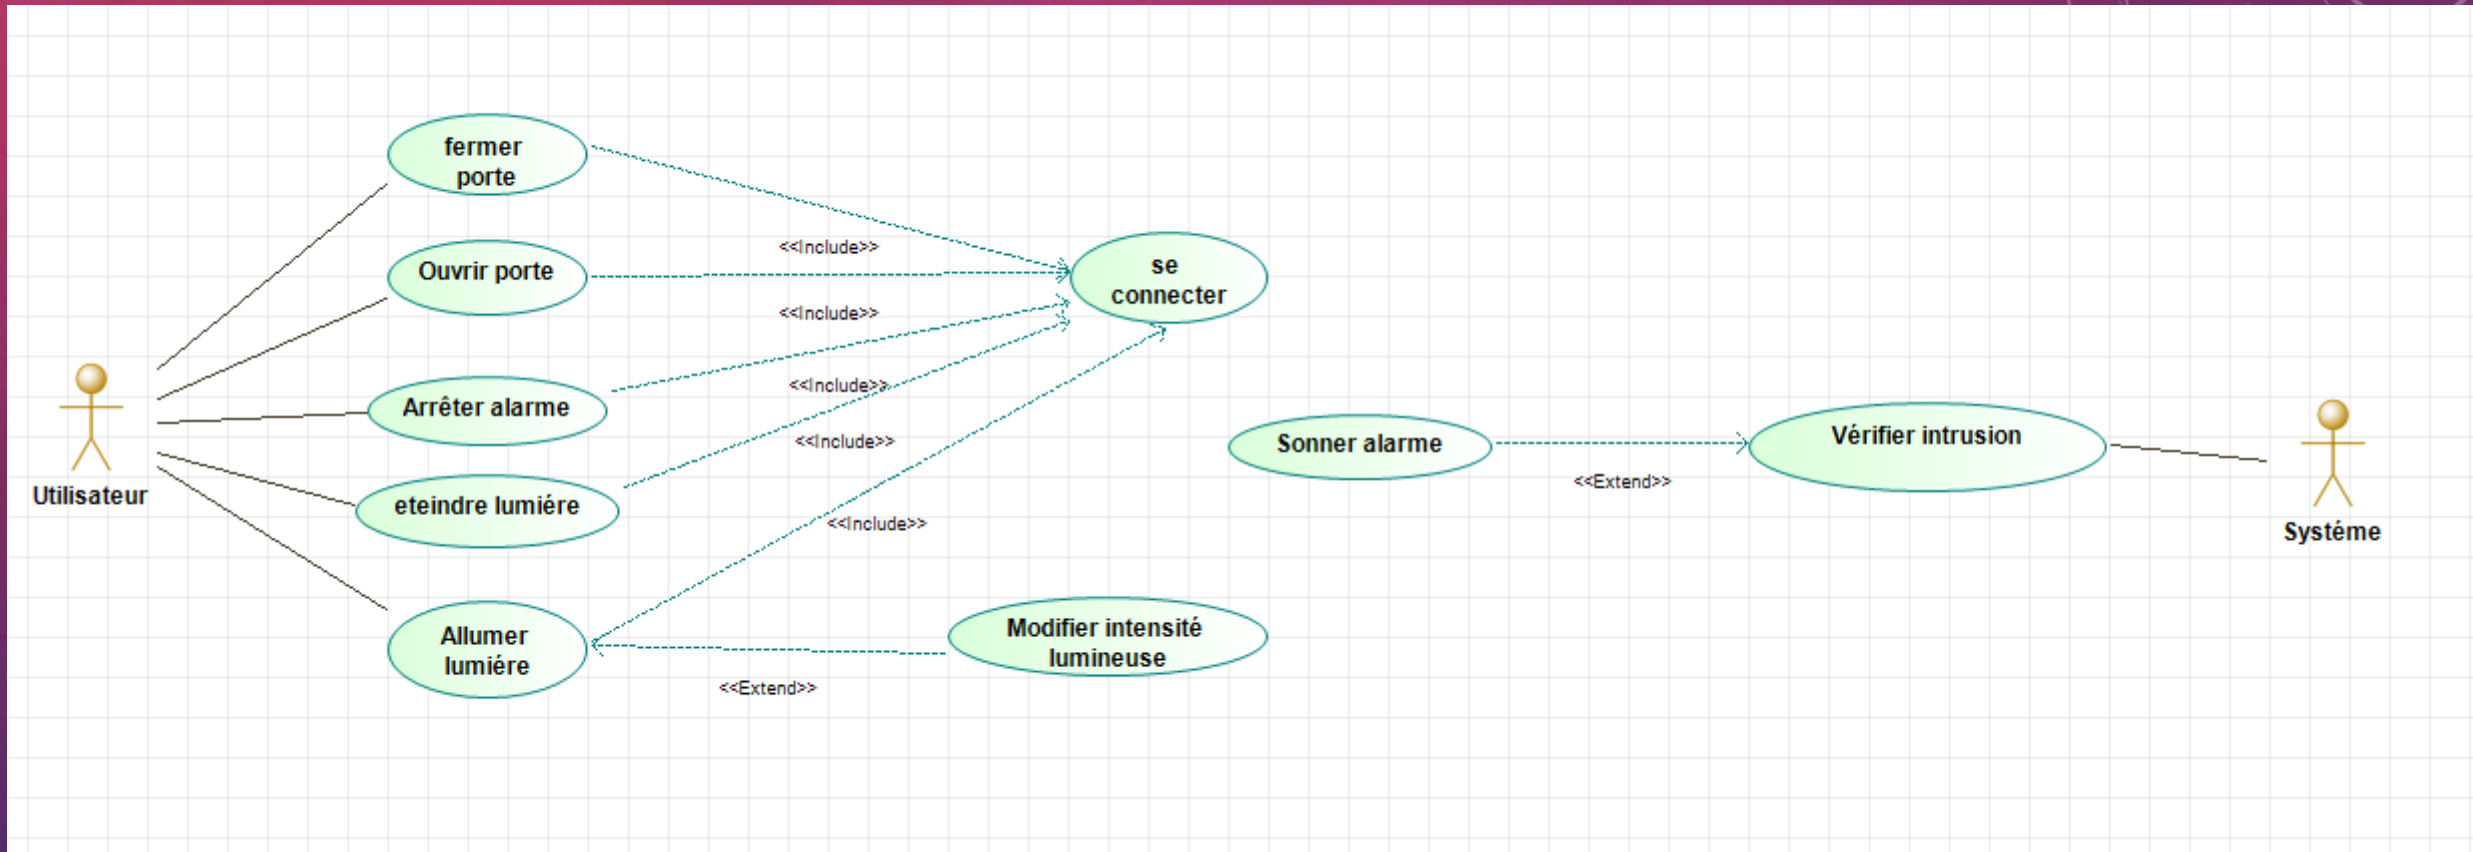 fermer
porte
<<Include>>
Ouvrir porte
se
connecter
<<Include>>
<<Include>>
Arrêter alarme
<<Include>>
Sonner alarme
Vérifier intrusion
<<Extend>>
Utilisateur
eteindre lumiére
<<Include>>
Systéme
Allumer
lumiére
Modifier intensité
lumineuse
<<Extend>>